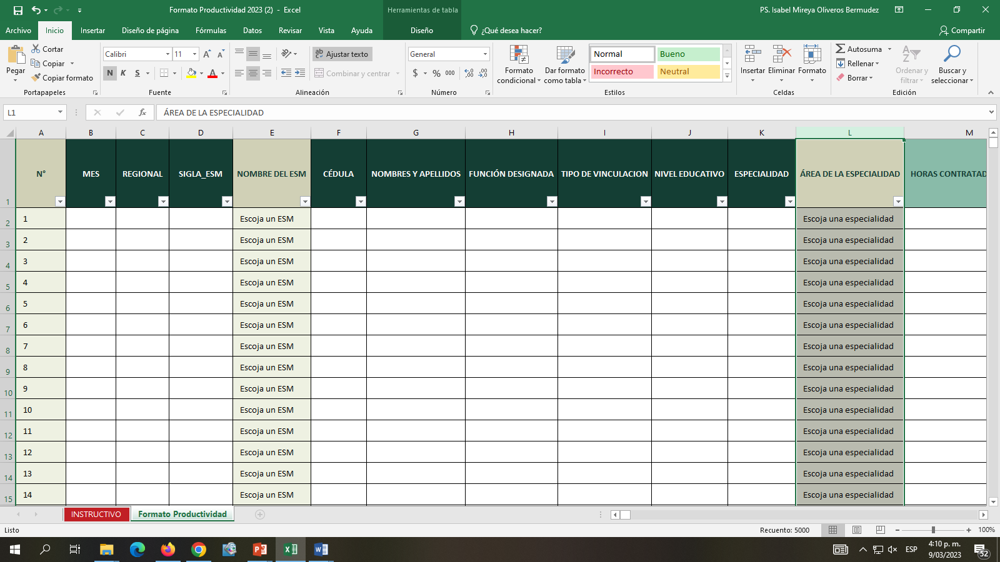 Formato Productividad 2023 (2) - Excel
Herramientas de tabla
PS. Isabel Mireya Oliveros Bermudez
Archivo Inicio Insertar Diseño de página Fórmulas Datos Revisar Vista Ayuda Diseño ¿Qué desea hacer? Compartir
Pegar
Cortar
Copiar
Copiar formato
Portapapeles
Calibri 11
N K S
Fuente
Ajustar texto
Combinar y centrar
Alineación
General
$ % 000
Número
Formato condicional
Dar formato como tabla
Normal Bueno
Incorrecto Neutral
Estilos
Insertar Eliminar Formato
Celdas
Autosuma
Rellenar
Borrar
Ordenar y filtrar
Buscar y seleccionar
Edición
L1 fx ÁREA DE LA ESPECIALIDAD
A B C D E F G H I J K L M
1 N° MES REGIONAL SIGLA_ESM NOMBRE DEL ESM CÉDULA NOMBRES Y APELLIDOS FUNCIÓN DESIGNADA TIPO DE VINCULACION NIVEL EDUCATIVO ESPECIALIDAD ÁREA DE LA ESPECIALIDAD HORAS CONTRATAD
2 1 Escoja un ESM Escoja una especialidad
3 2 Escoja un ESM Escoja una especialidad
4 3 Escoja un ESM Escoja una especialidad
5 4 Escoja un ESM Escoja una especialidad
6 5 Escoja un ESM Escoja una especialidad
7 6 Escoja un ESM Escoja una especialidad
8 7 Escoja un ESM Escoja una especialidad
9 8 Escoja un ESM Escoja una especialidad
10 9 Escoja un ESM Escoja una especialidad
11 10 Escoja un ESM Escoja una especialidad
12 11 Escoja un ESM Escoja una especialidad
13 12 Escoja un ESM Escoja una especialidad
14 13 Escoja un ESM Escoja una especialidad
15 14 Escoja un ESM Escoja una especialidad
INSTRUCTIVO Formato Productividad
Listo Recuento: 5000 100%
ESP
4:10 p. m.
9/03/2023
52